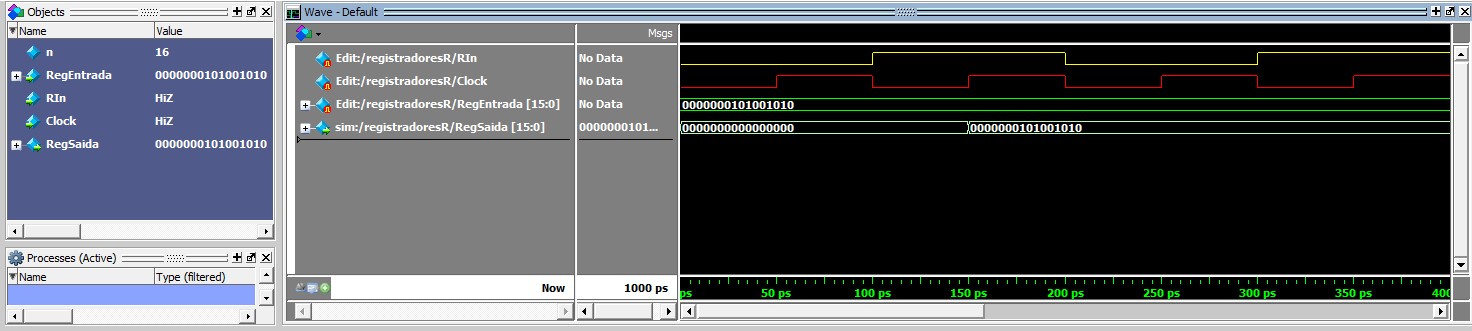 Objects
Name Value
n 16
RegEntrada 0000000101001010
RIn HiZ
Clock HiZ
RegSaida 0000000101001010
Processes (Active)
Name Type (filtered)
Wave - Default
Msgs
Edit:/registradoresR/RIn No Data
Edit:/registradoresR/Clock No Data
Edit:/registradoresR/RegEntrada [15:0] No Data 0000000101001010
sim:/registradoresR/RegSaida [15:0] 0000000101... 0000000000000000 0000000101001010
Now 1000 ps
ps 50 ps 100 ps 150 ps 200 ps 250 ps 300 ps 350 ps 400